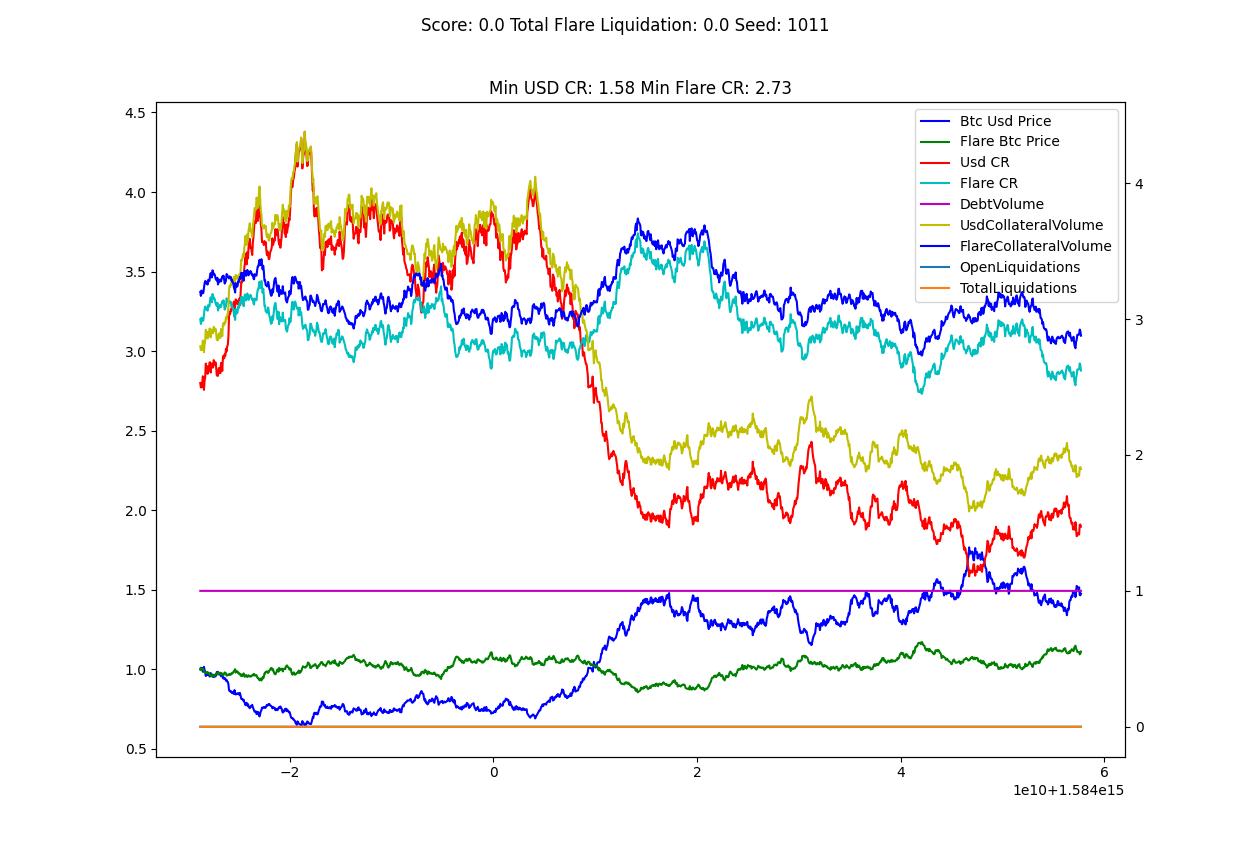 Score: 0.0 Total Flare Liquidation: 0.0 Seed: 1011
Min USD CR: 1.58 Min Flare CR: 2.73
4.5
4.0
3.5
3.0
2.5
2.0
1.5
1.0
0.5
Btc Usd Price
Flare Btc Price
Usd CR
Flare CR
DebtVolume
UsdCollateralVolume
FlareCollateralVolume
OpenLiquidations
TotalLiquidations
4
3
2
1
0
−2
0
2
4
6
1e10+1.584e15